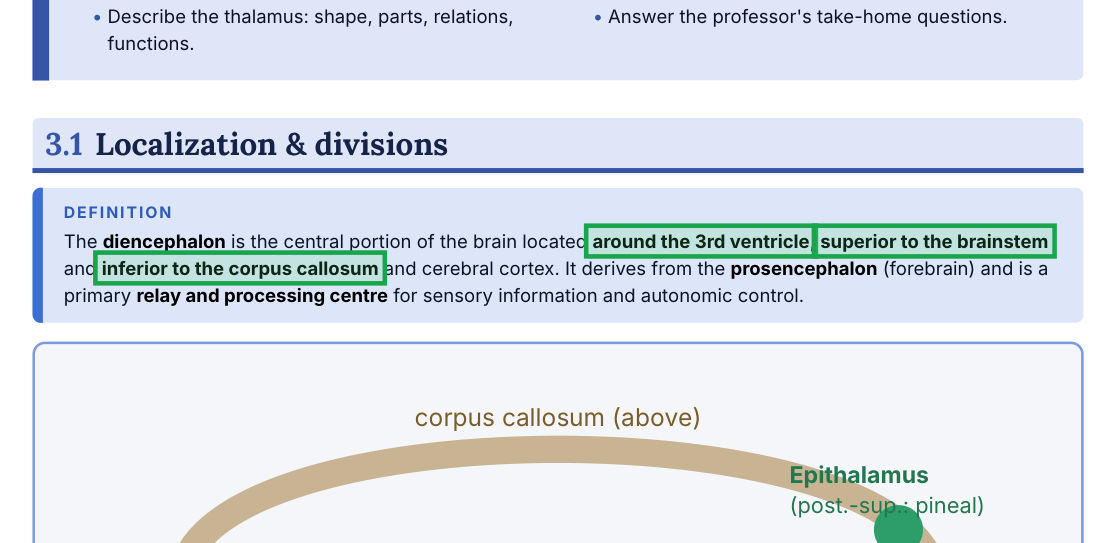 • Describe the thalamus: shape, parts, relations,
functions.
• Answer the professor's take-home questions.
3.1 Localization & divisions
DEFINITION
The diencephalon is the central portion of the brain located around the 3rd ventricle, superior to the brainstem
and inferior to the corpus callosum and cerebral cortex. It derives from the prosencephalon (forebrain) and is a
primary relay and processing centre for sensory information and autonomic control.
corpus callosum (above)
Epithalamus
(post.-sup.: pineal)